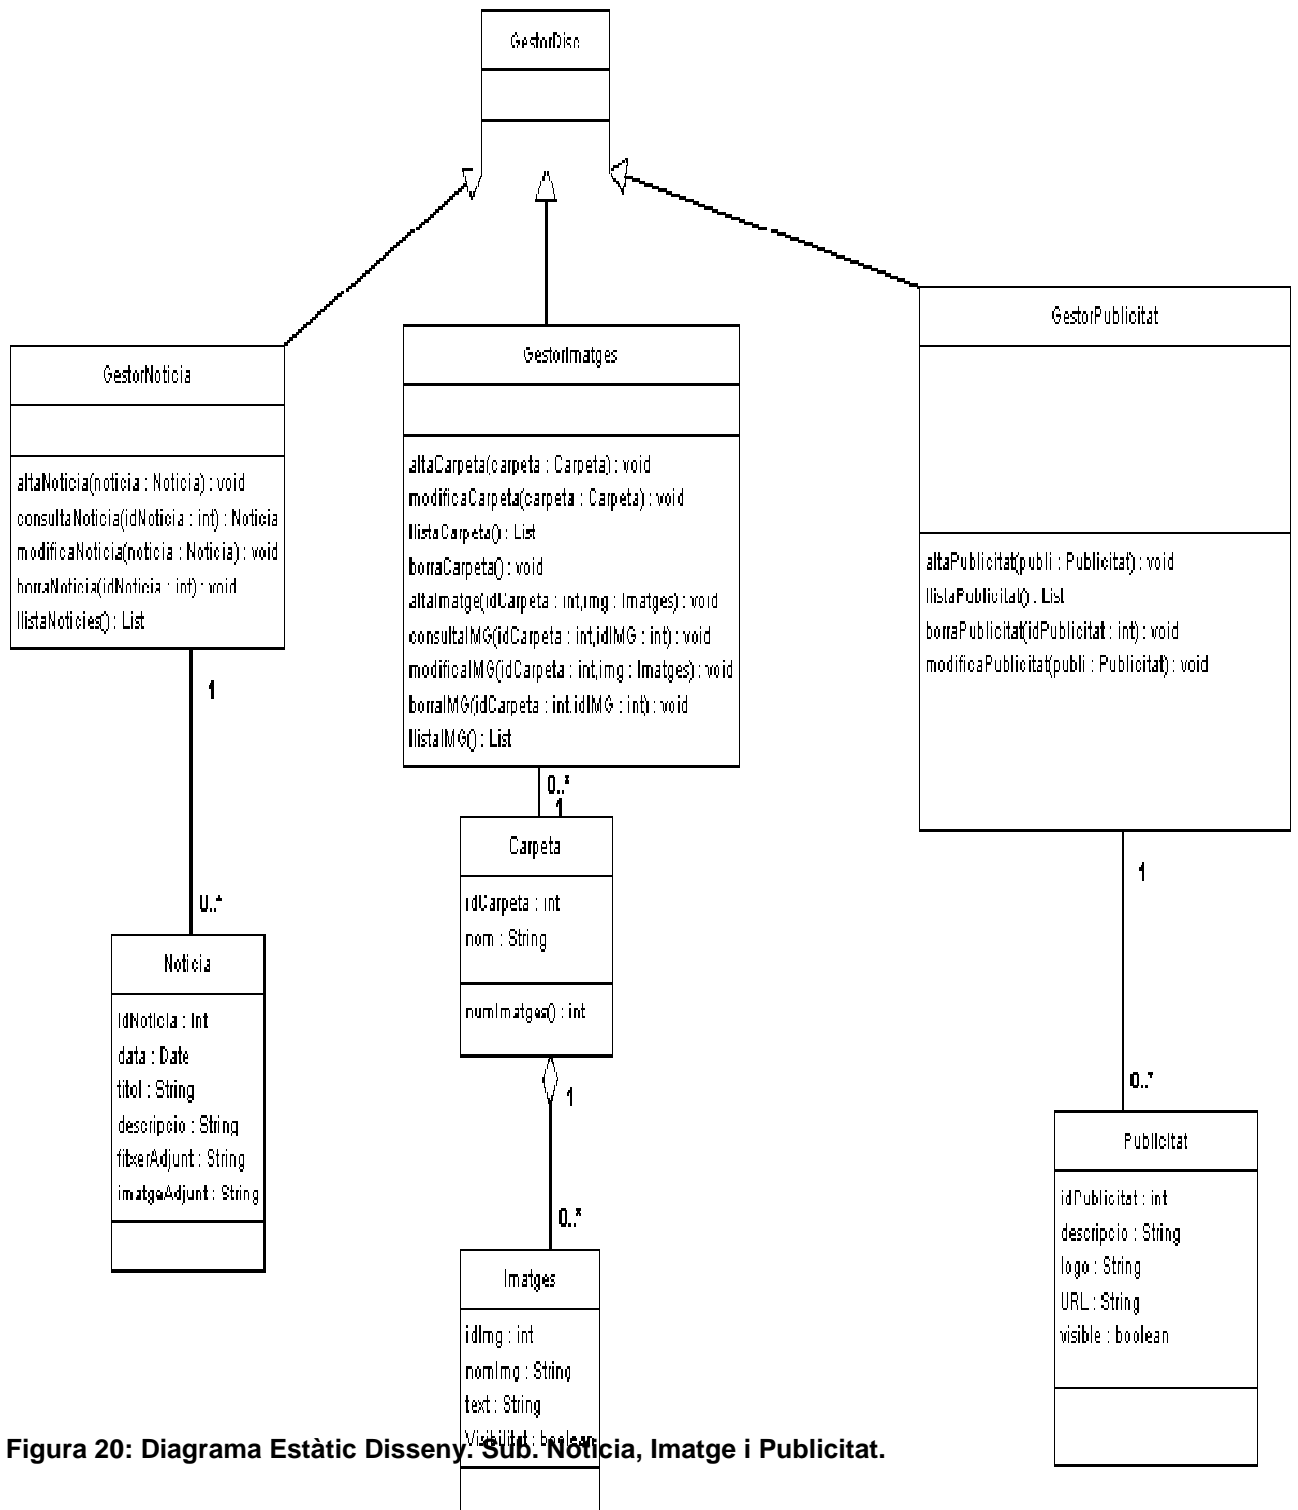 GestorDisc
GestorNoticia
altaNoticia(noticia : Noticia) : void
consultaNoticia(idNoticia : int) : Noticia
modificaNoticia(noticia : Noticia) : void
borraNoticia(idNoticia : int) : void
llistaNoticies() : List
1
0..*
Noticia
idNoticia : int
data : Date
titol : String
descripcio : String
fitxerAdjunt : String
imatgeAdjunt : String
GestorImatges
altaCarpeta(carpeta : Carpeta) : void
modificaCarpeta(carpeta : Carpeta) : void
llistaCarpeta() : List
borraCarpeta() : void
altaImatge(idCarpeta : int,img : Imatges) : void
consultaIMG(idCarpeta : int,idIMG : int) : void
modificaIMG(idCarpeta : int,img : Imatges) : void
borraIMG(idCarpeta : int,idIMG : int) : void
llistaIMG() : List
0..*
1
Carpeta
idCarpeta : int
nom : String
numImatges() : int
1
0..*
Imatges
idImg : int
nomImg : String
text : String
Visibilitat : boolean
GestorPublicitat
altaPublicitat(publi : Publicitat) : void
llistaPublicitat() : List
borraPublicitat(idPublicitat : int) : void
modificaPublicitat(publi : Publicitat) : void
1
0..*
Publicitat
idPublicitat : int
descripcio : String
logo : String
URL : String
visible : boolean
Figura 20: Diagrama Estàtic Disseny. Sub. Notícia, Imatge i Publicitat.